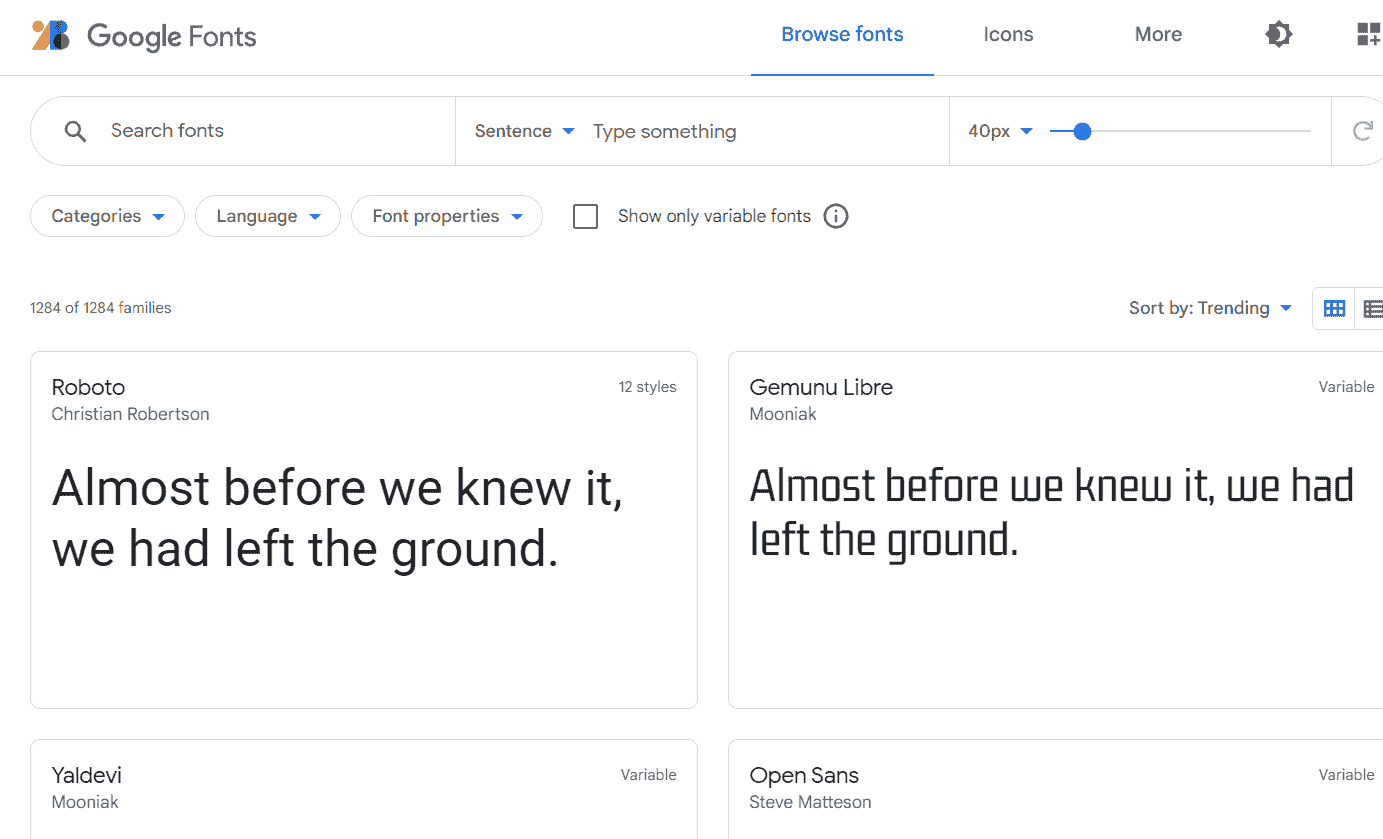 Google Fonts
Browse fonts
Icons
More
Search fonts
Sentence
Type something
40px
Categories
Language
Font properties
Show only variable fonts
1284 of 1284 families
Sort by: Trending
Roboto
12 styles
Christian Robertson
Almost before we knew it,
we had left the ground.
Gemunu Libre
Variable
Mooniak
Almost before we knew it, we had
left the ground.
Yaldevi
Variable
Mooniak
Open Sans
Variable
Steve Matteson